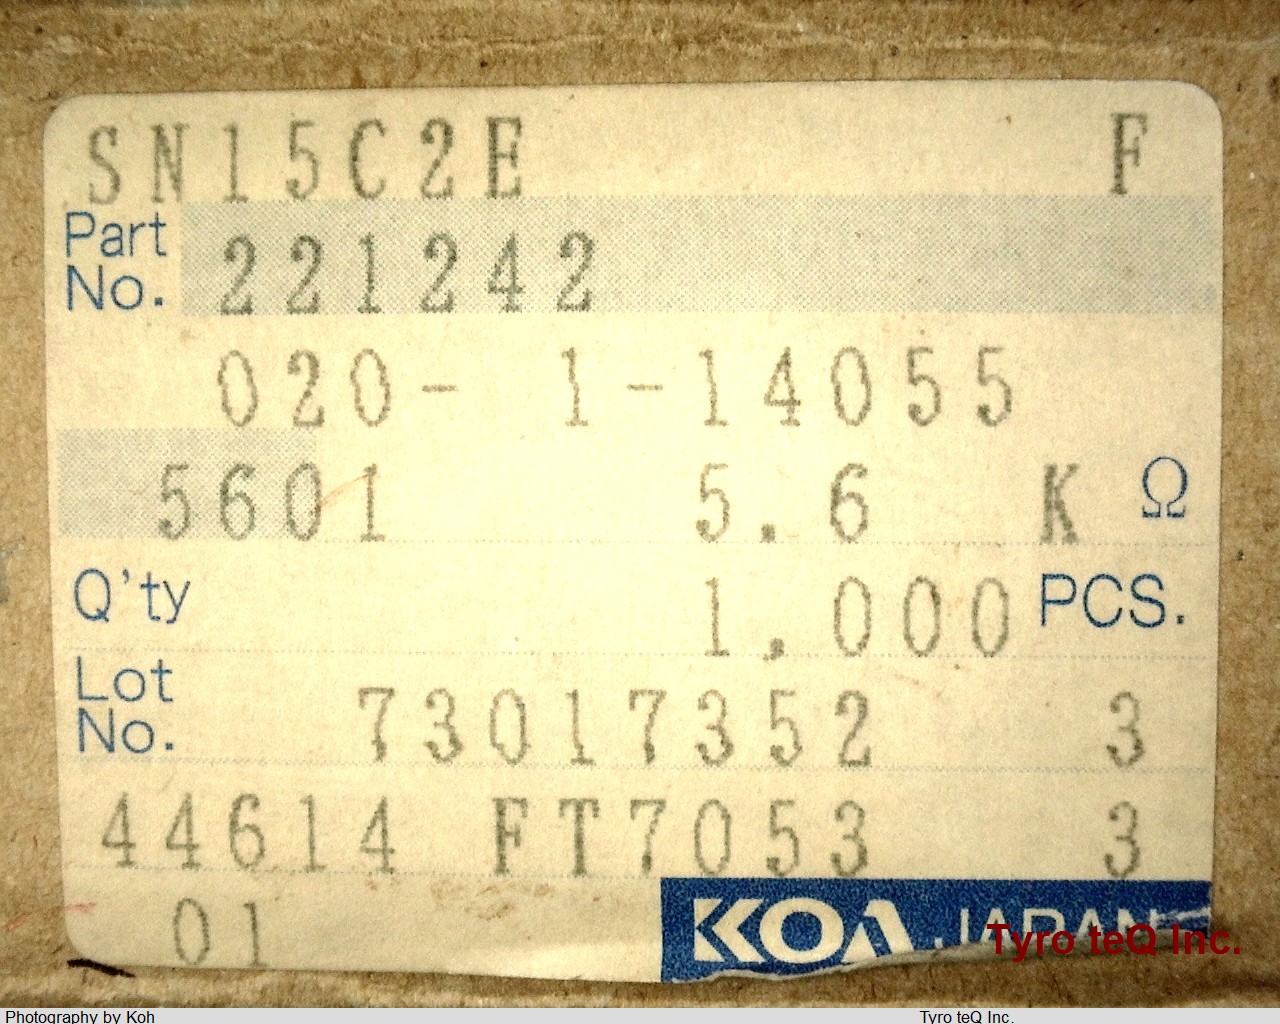 SN15C2E F
Part No. 221242
020- 1-14055
5601 5.6 K Ω
Q'ty 1,000 PCS.
Lot No. 73017352 3
44614 FT7053 3
01
KOA JAPAN
Tyro teQ Inc.
Photography by Koh Tyro teQ Inc.